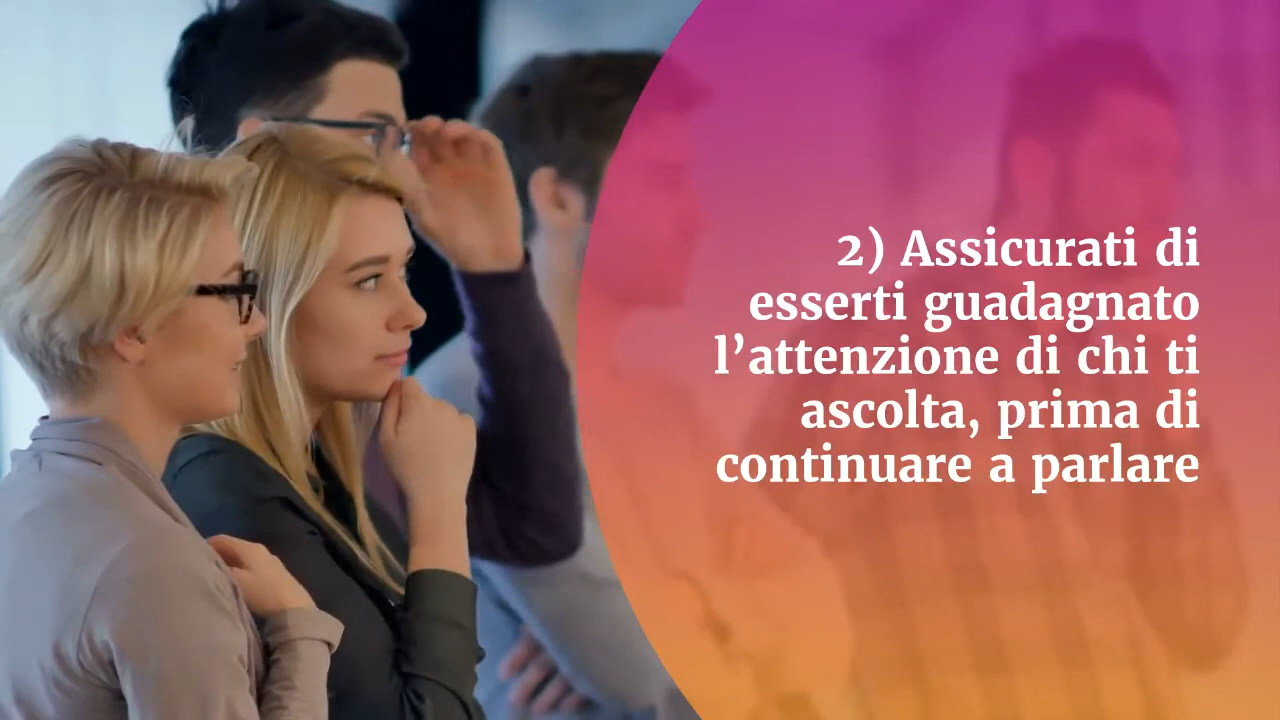 2) Assicurati di
esserti guadagnato
l’attenzione di chi ti
ascolta, prima di
continuare a parlare